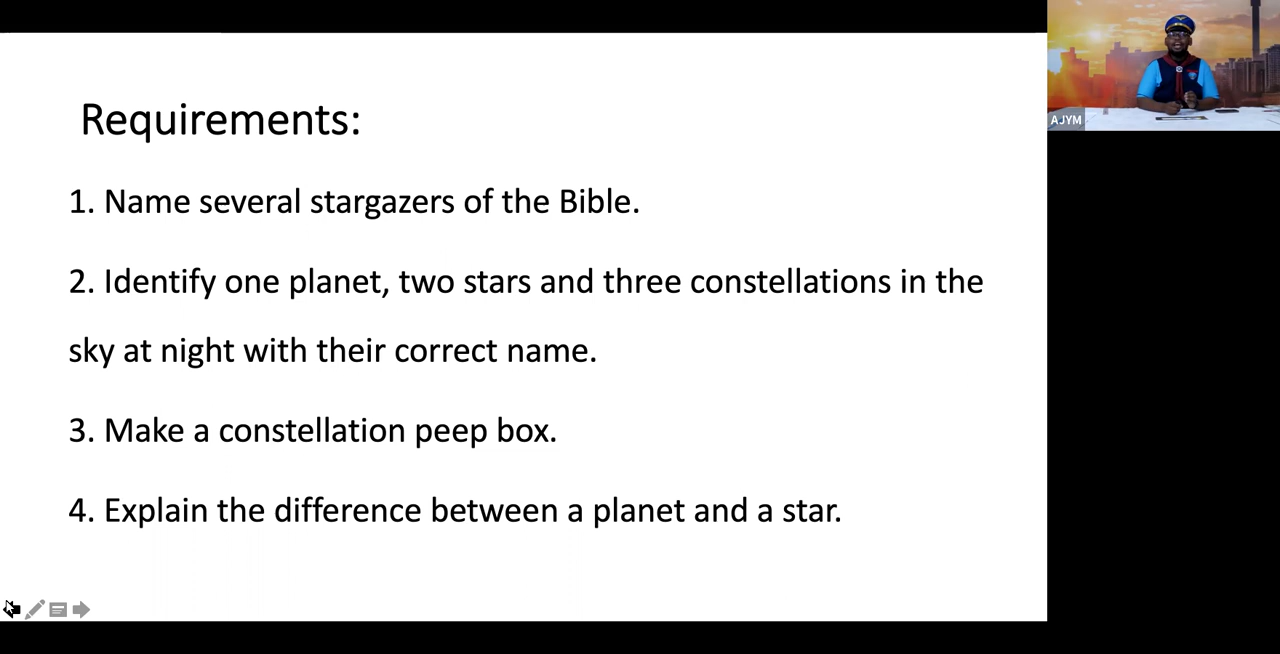 Requirements:
1. Name several stargazers of the Bible.
2. Identify one planet, two stars and three constellations in the
sky at night with their correct name.
3. Make a constellation peep box.
4. Explain the difference between a planet and a star.
AJYM